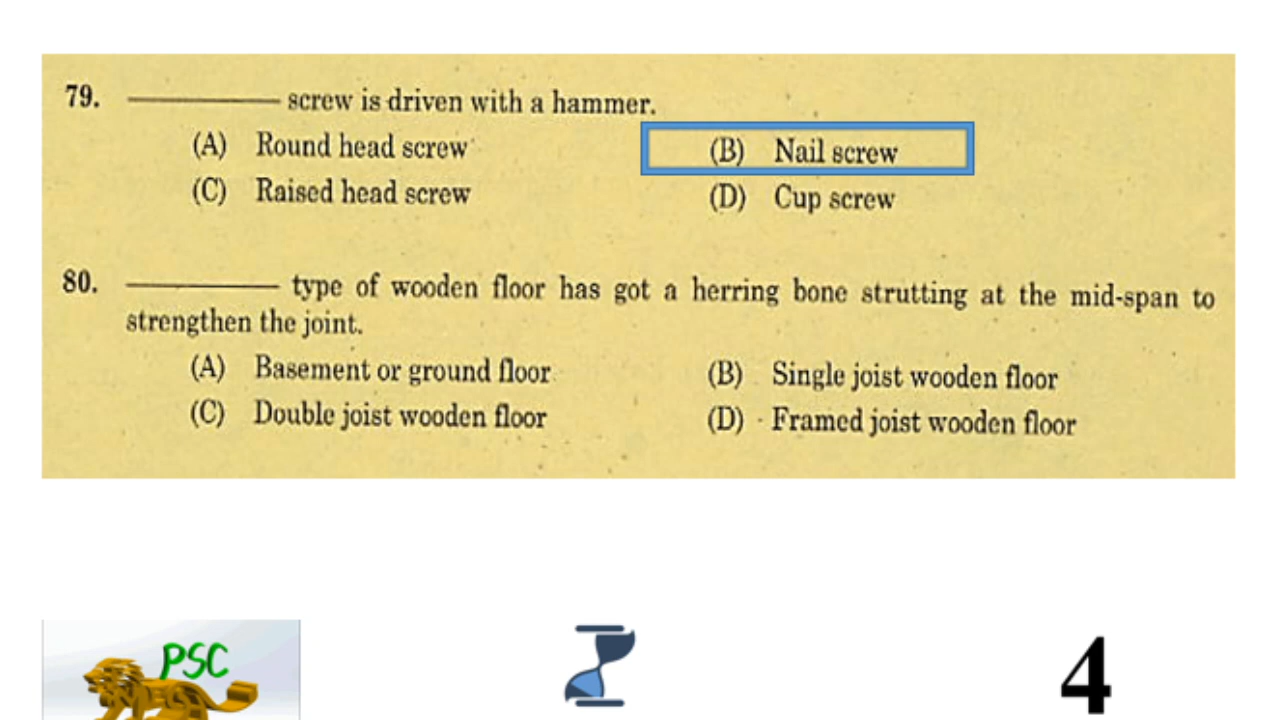 79. ________ screw is driven with a hammer.
(A) Round head screw (B) Nail screw
(C) Raised head screw (D) Cup screw
80. ________ type of wooden floor has got a herring bone strutting at the mid-span to
strengthen the joint.
(A) Basement or ground floor (B) Single joist wooden floor
(C) Double joist wooden floor (D) Framed joist wooden floor
PSC
4